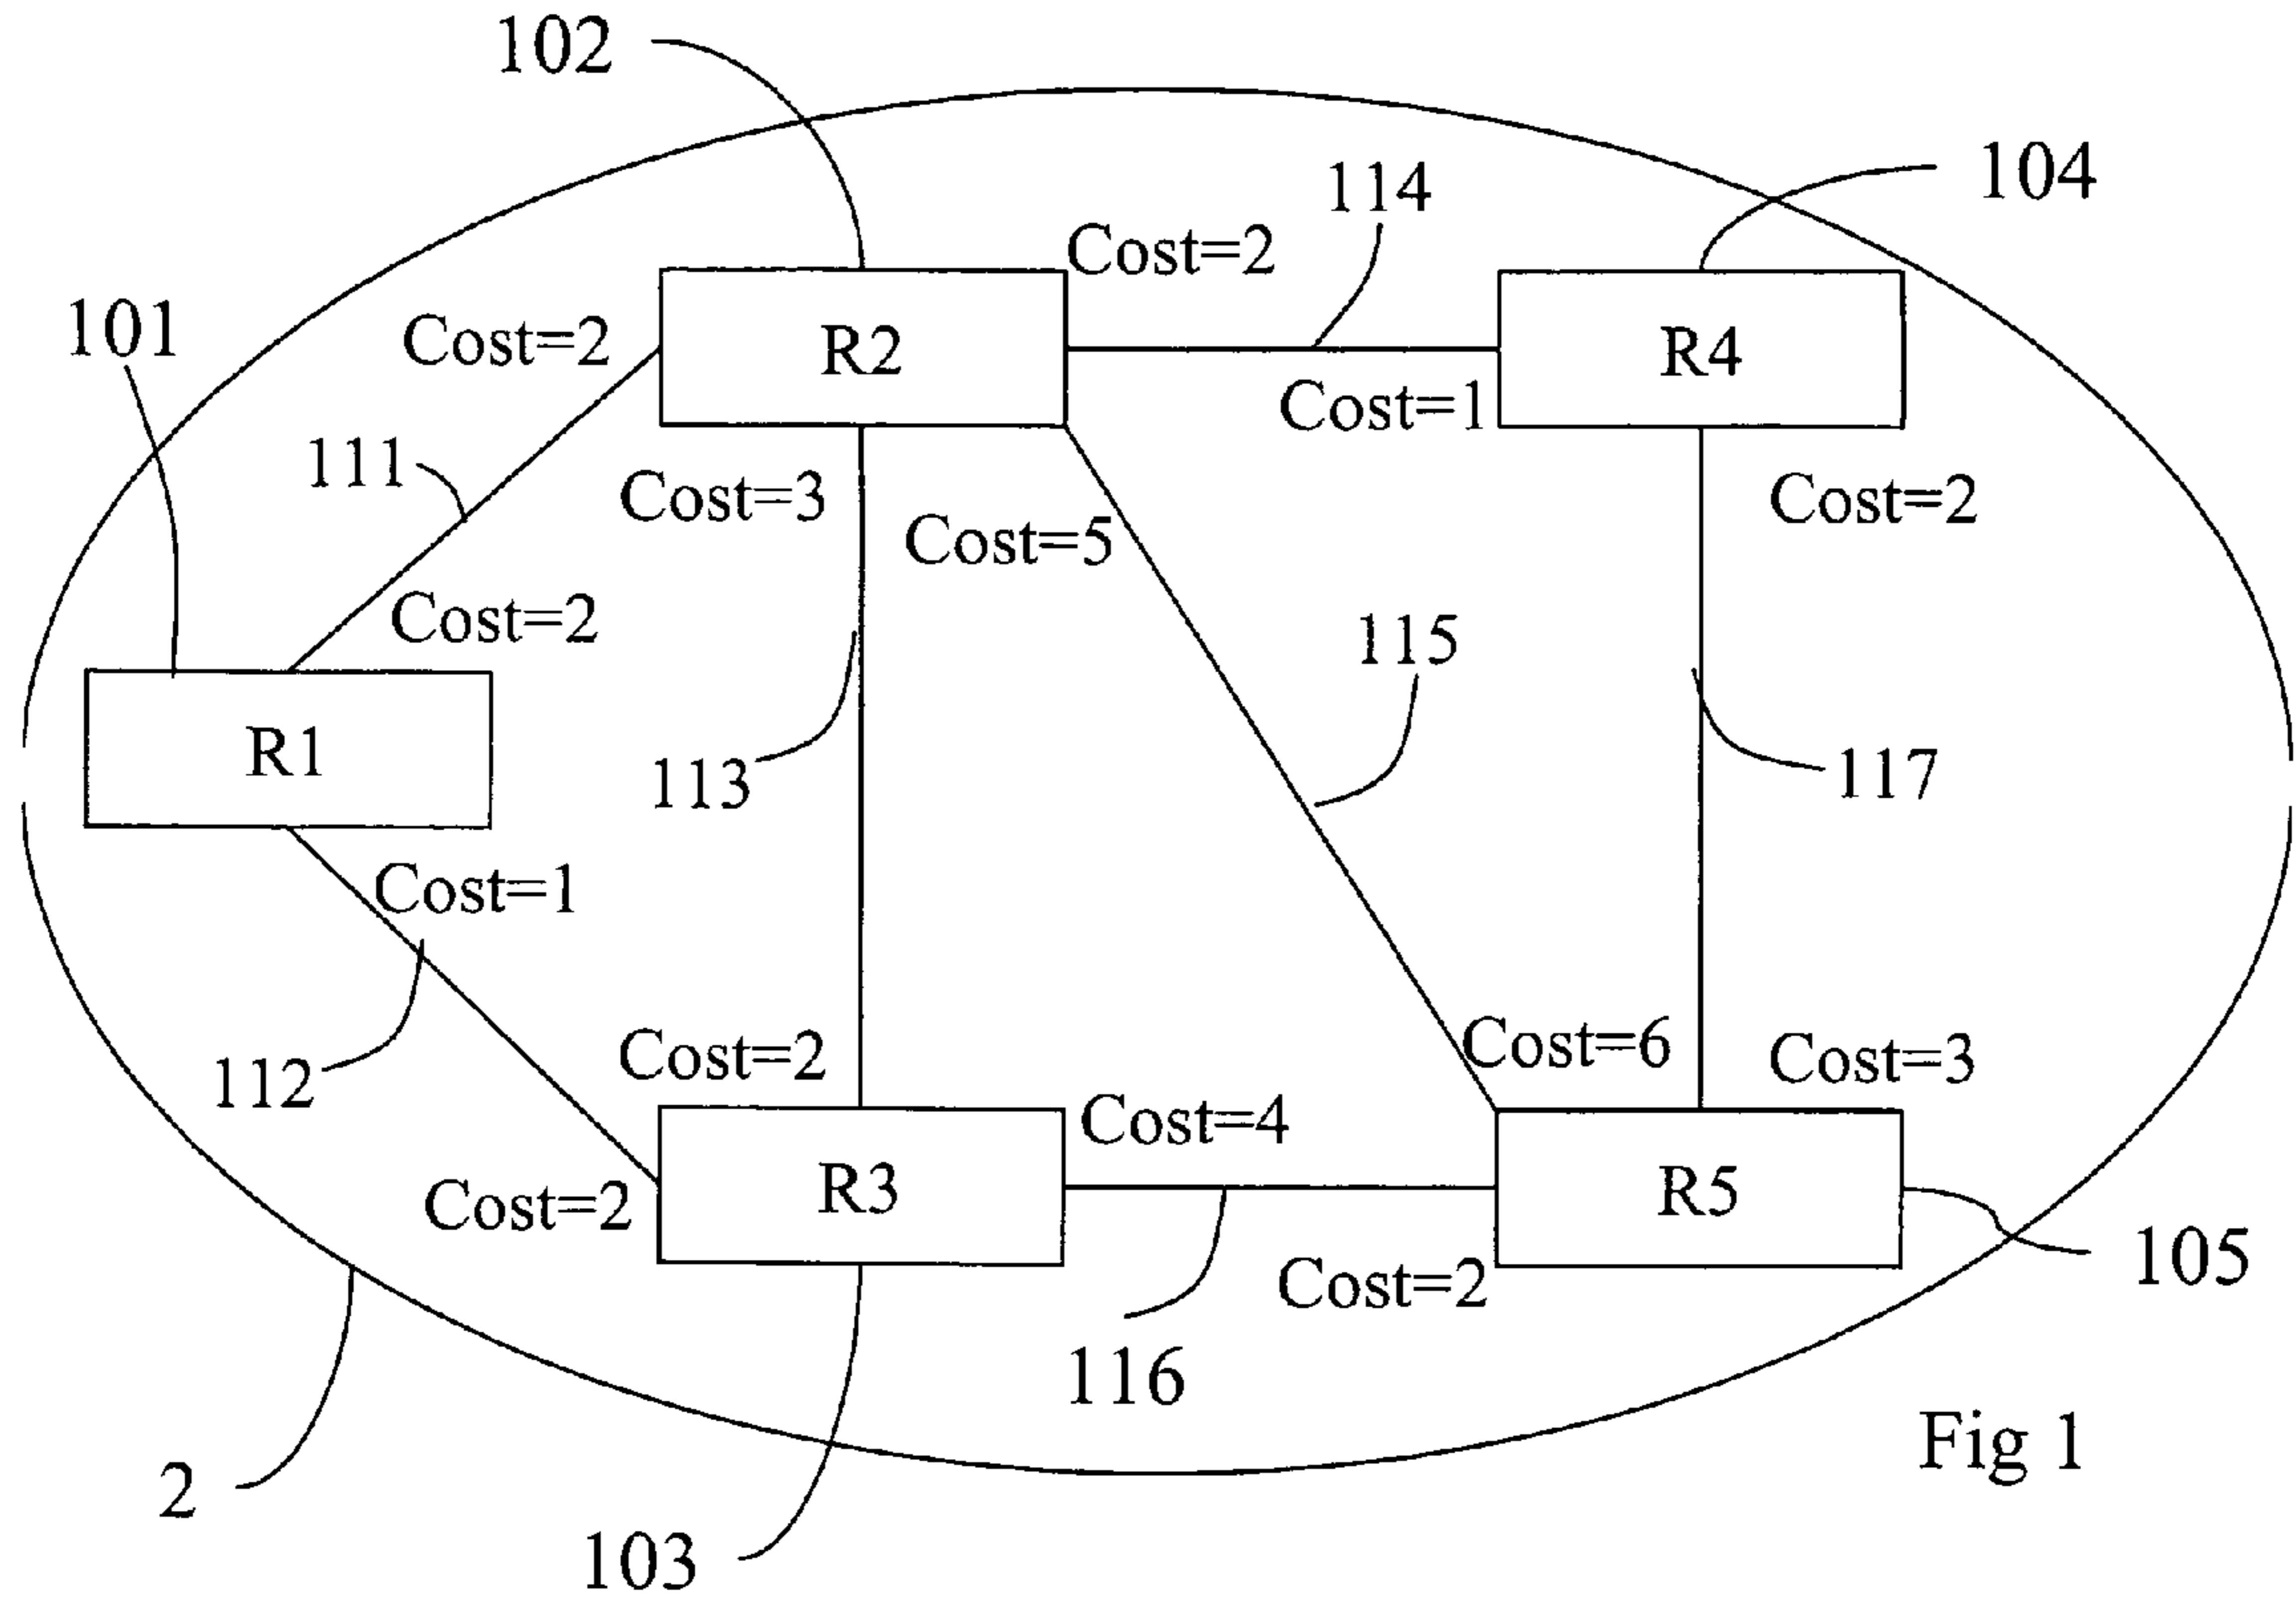 102
104
114
Cost=2
101
Cost=2
R2
R4
Cost=1
111
Cost=3
Cost=2
Cost=5
Cost=2
115
R1
113
117
Cost=1
Cost=2
Cost=6
Cost=3
112
Cost=4
R3
R5
Cost=2
105
Cost=2
116
Fig 1
2
103